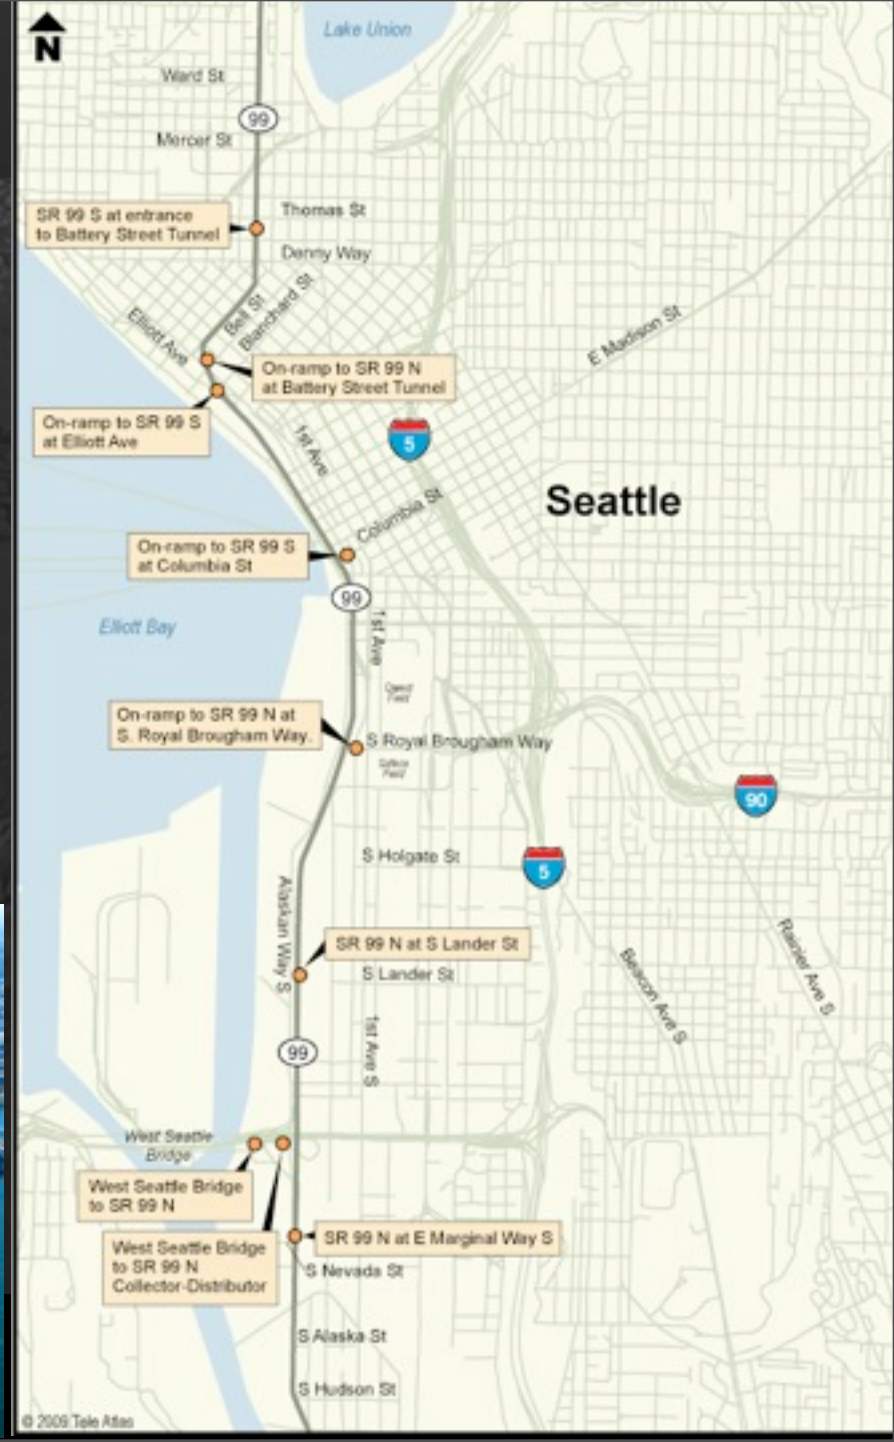 Lake Union
N
Ward St
99
Mercer St
SR 99 S at entrance
to Battery Street Tunnel
Thomas St
Denny Way
Bell St
Blanchard St
Elliott Ave
E Madison St
On-ramp to SR 99 N
at Battery Street Tunnel
On-ramp to SR 99 S
at Elliott Ave
1st Ave
5
Seattle
Columbia St
On-ramp to SR 99 S
at Columbia St
99
Elliott Bay
1st Ave
Field
On-ramp to SR 99 N at
S. Royal Brougham Way.
S Royal Brougham Way
Field
90
S Holgate St
5
Alaskan Way S
SR 99 N at S Lander St
S Lander St
Beacon Ave S
Rainier Ave S
99
1st Ave S
West Seattle
Bridge
West Seattle Bridge
to SR 99 N
West Seattle Bridge
to SR 99 N
Collector-Distributor
SR 99 N at E Marginal Way S
S Nevada St
S Alaska St
S Hudson St
© 2009 Tele Atlas